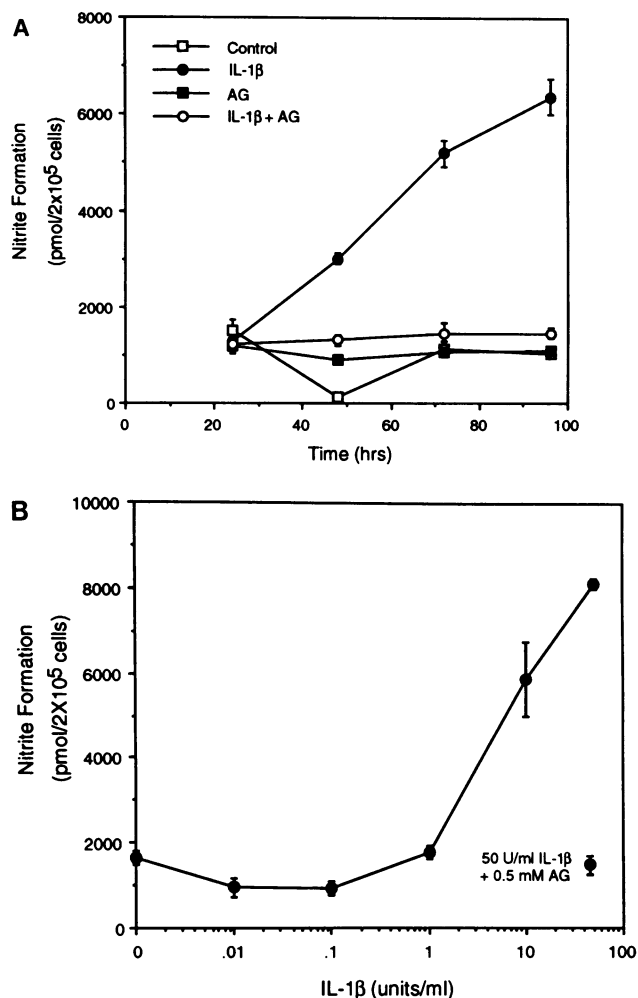 A
8000
6000
4000
2000
0
Nitrite Formation
(pmol/2x10⁵ cells)
Control
IL-1β
AG
IL-1β + AG
0 20 40 60 80 100
Time (hrs)
B
10000
8000
6000
4000
2000
0
Nitrite Formation
(pmol/2X10⁵ cells)
50 U/ml IL-1β
+ 0.5 mM AG
0 .01 .1 1 10 100
IL-1β (units/ml)